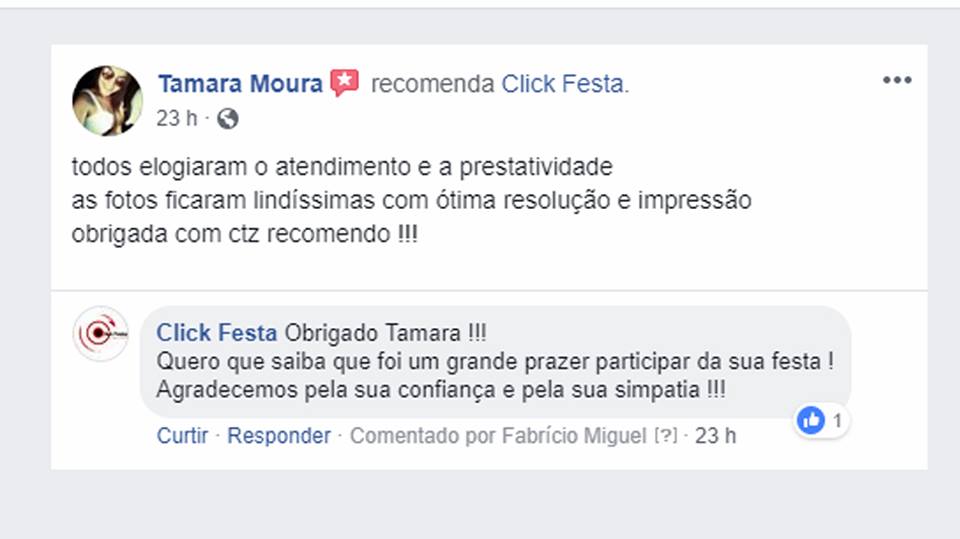 Tamara Moura recomenda Click Festa.
23 h ·
todos elogiaram o atendimento e a prestatividade
as fotos ficaram lindíssimas com ótima resolução e impressão
obrigada com ctz recomendo !!!
Click Festa Obrigado Tamara !!!
Quero que saiba que foi um grande prazer participar da sua festa !
Agradecemos pela sua confiança e pela sua simpatia !!!
1
Curtir · Responder · Comentado por Fabrício Miguel [?] · 23 h